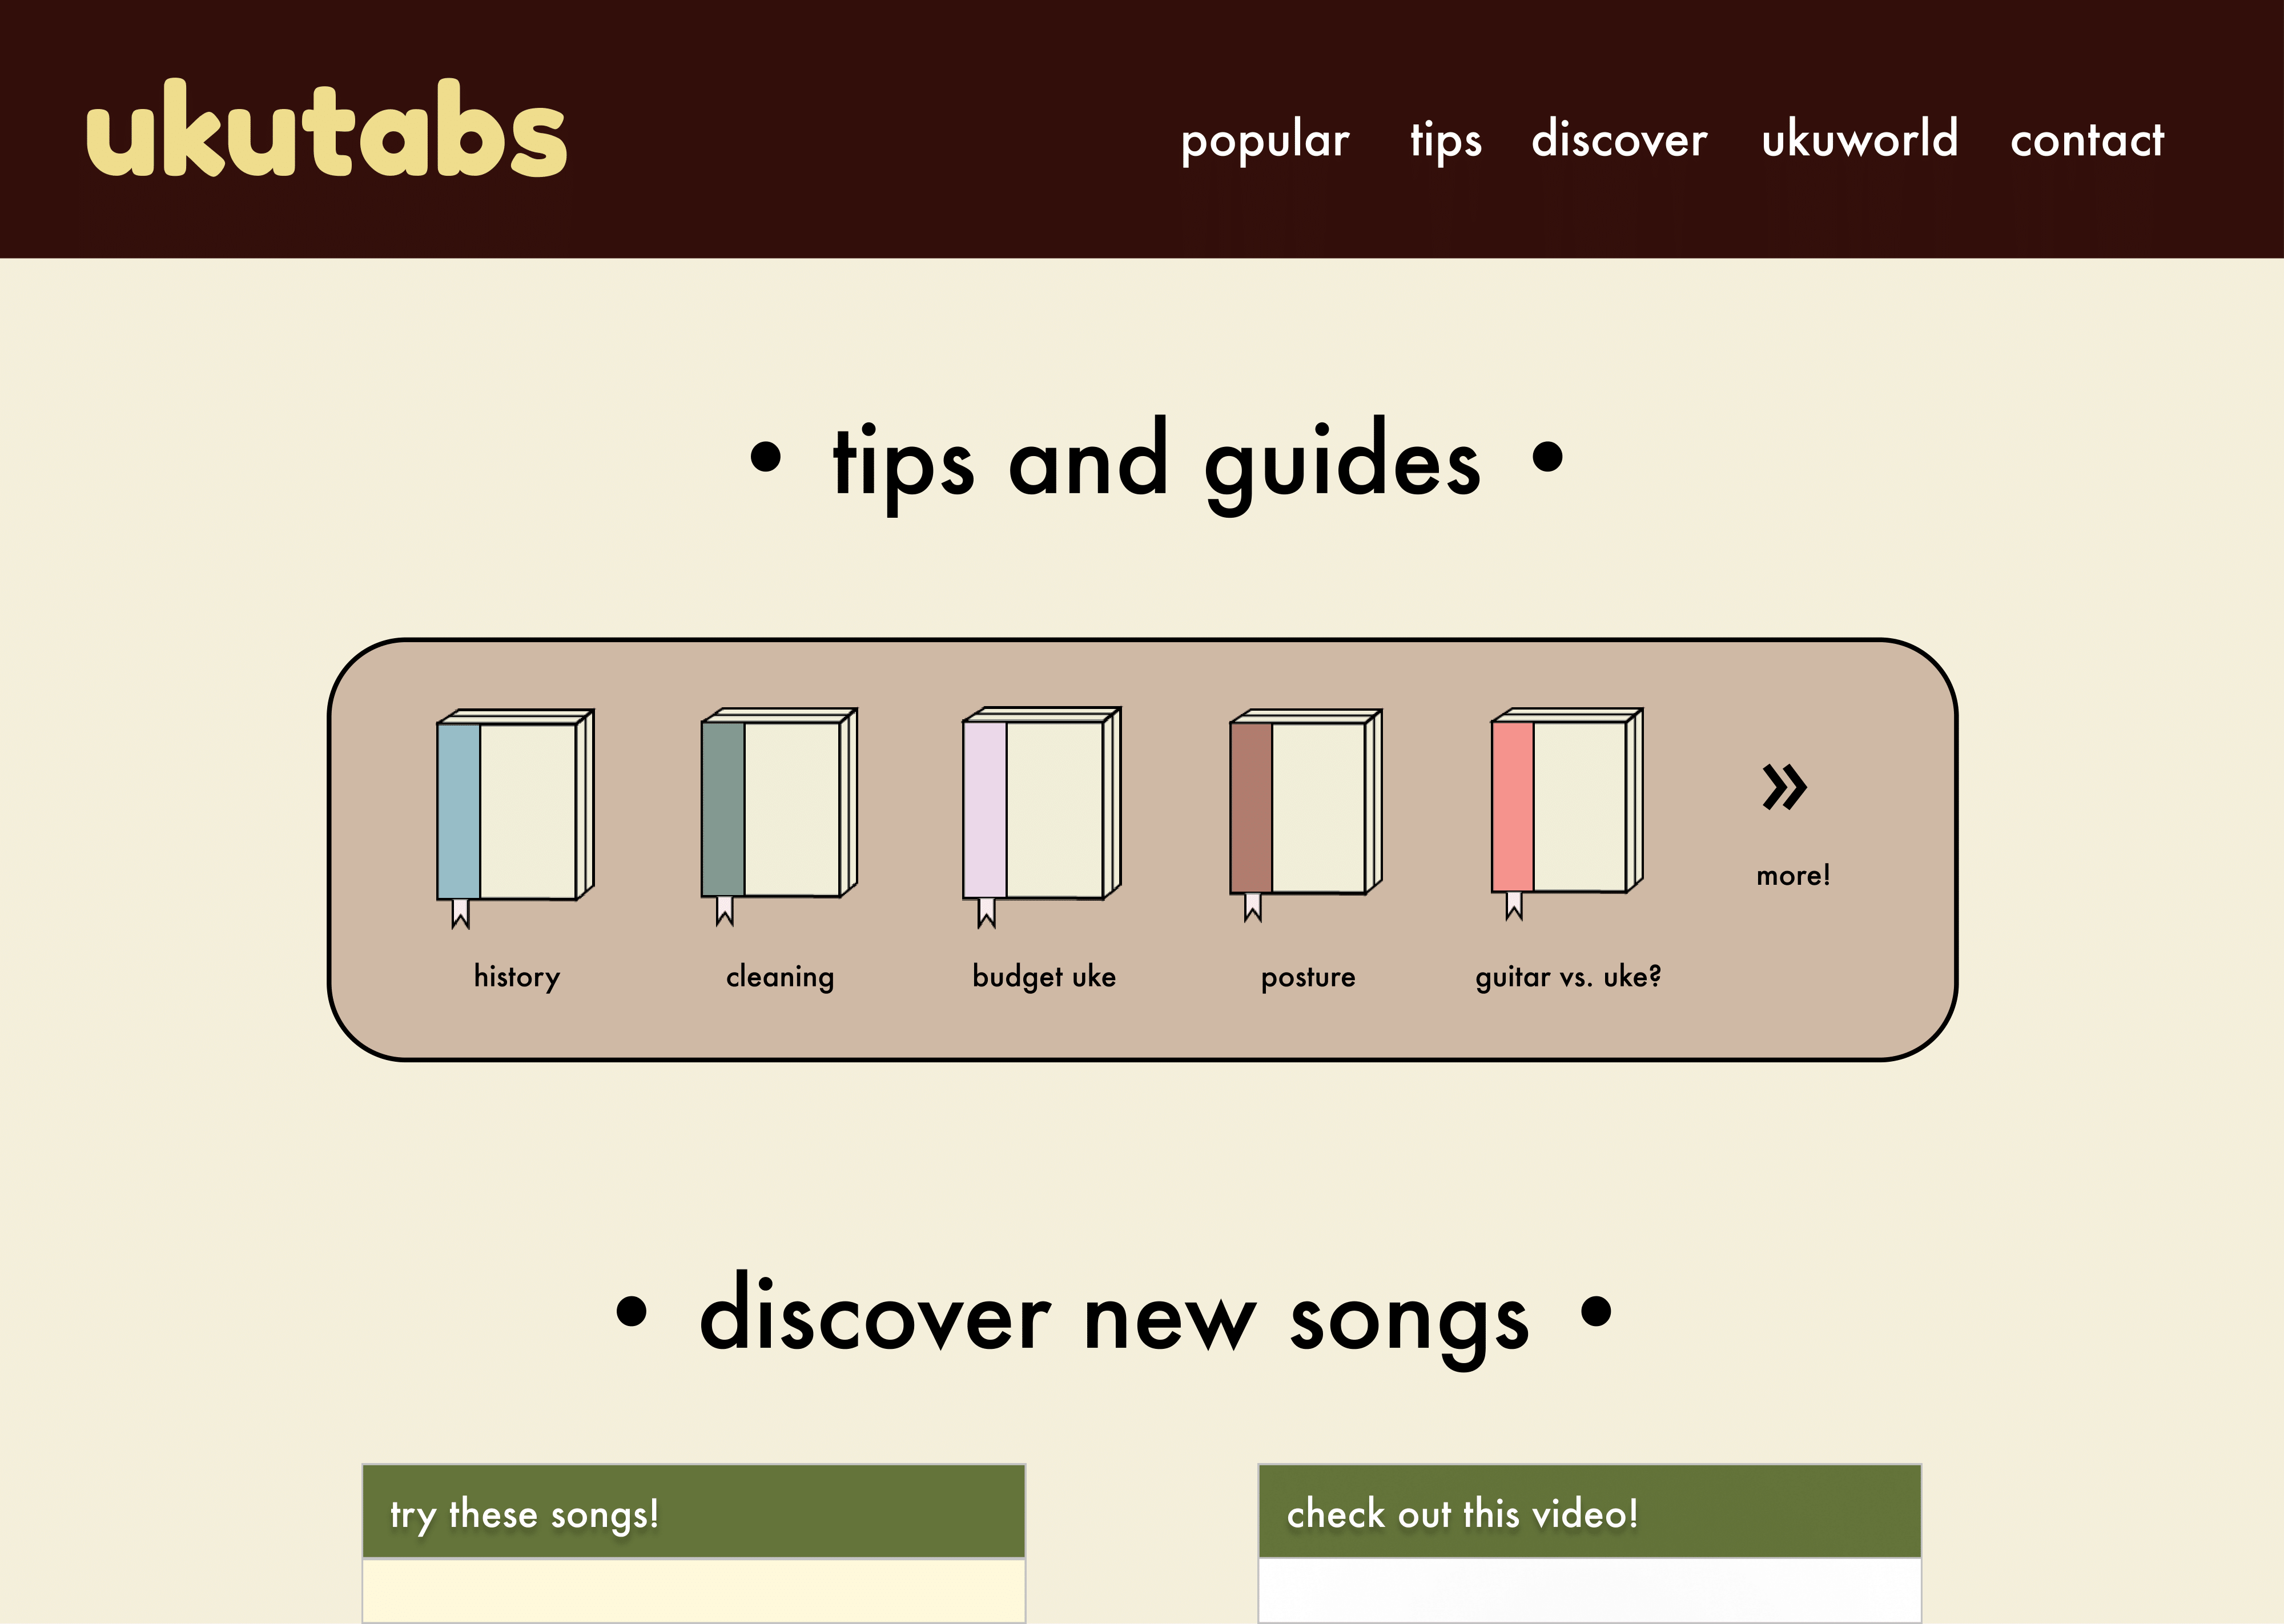 ukutabs
popular tips discover ukuworld contact
• tips and guides •
»
more!
history cleaning budget uke posture guitar vs. uke?
• discover new songs •
try these songs! check out this video!